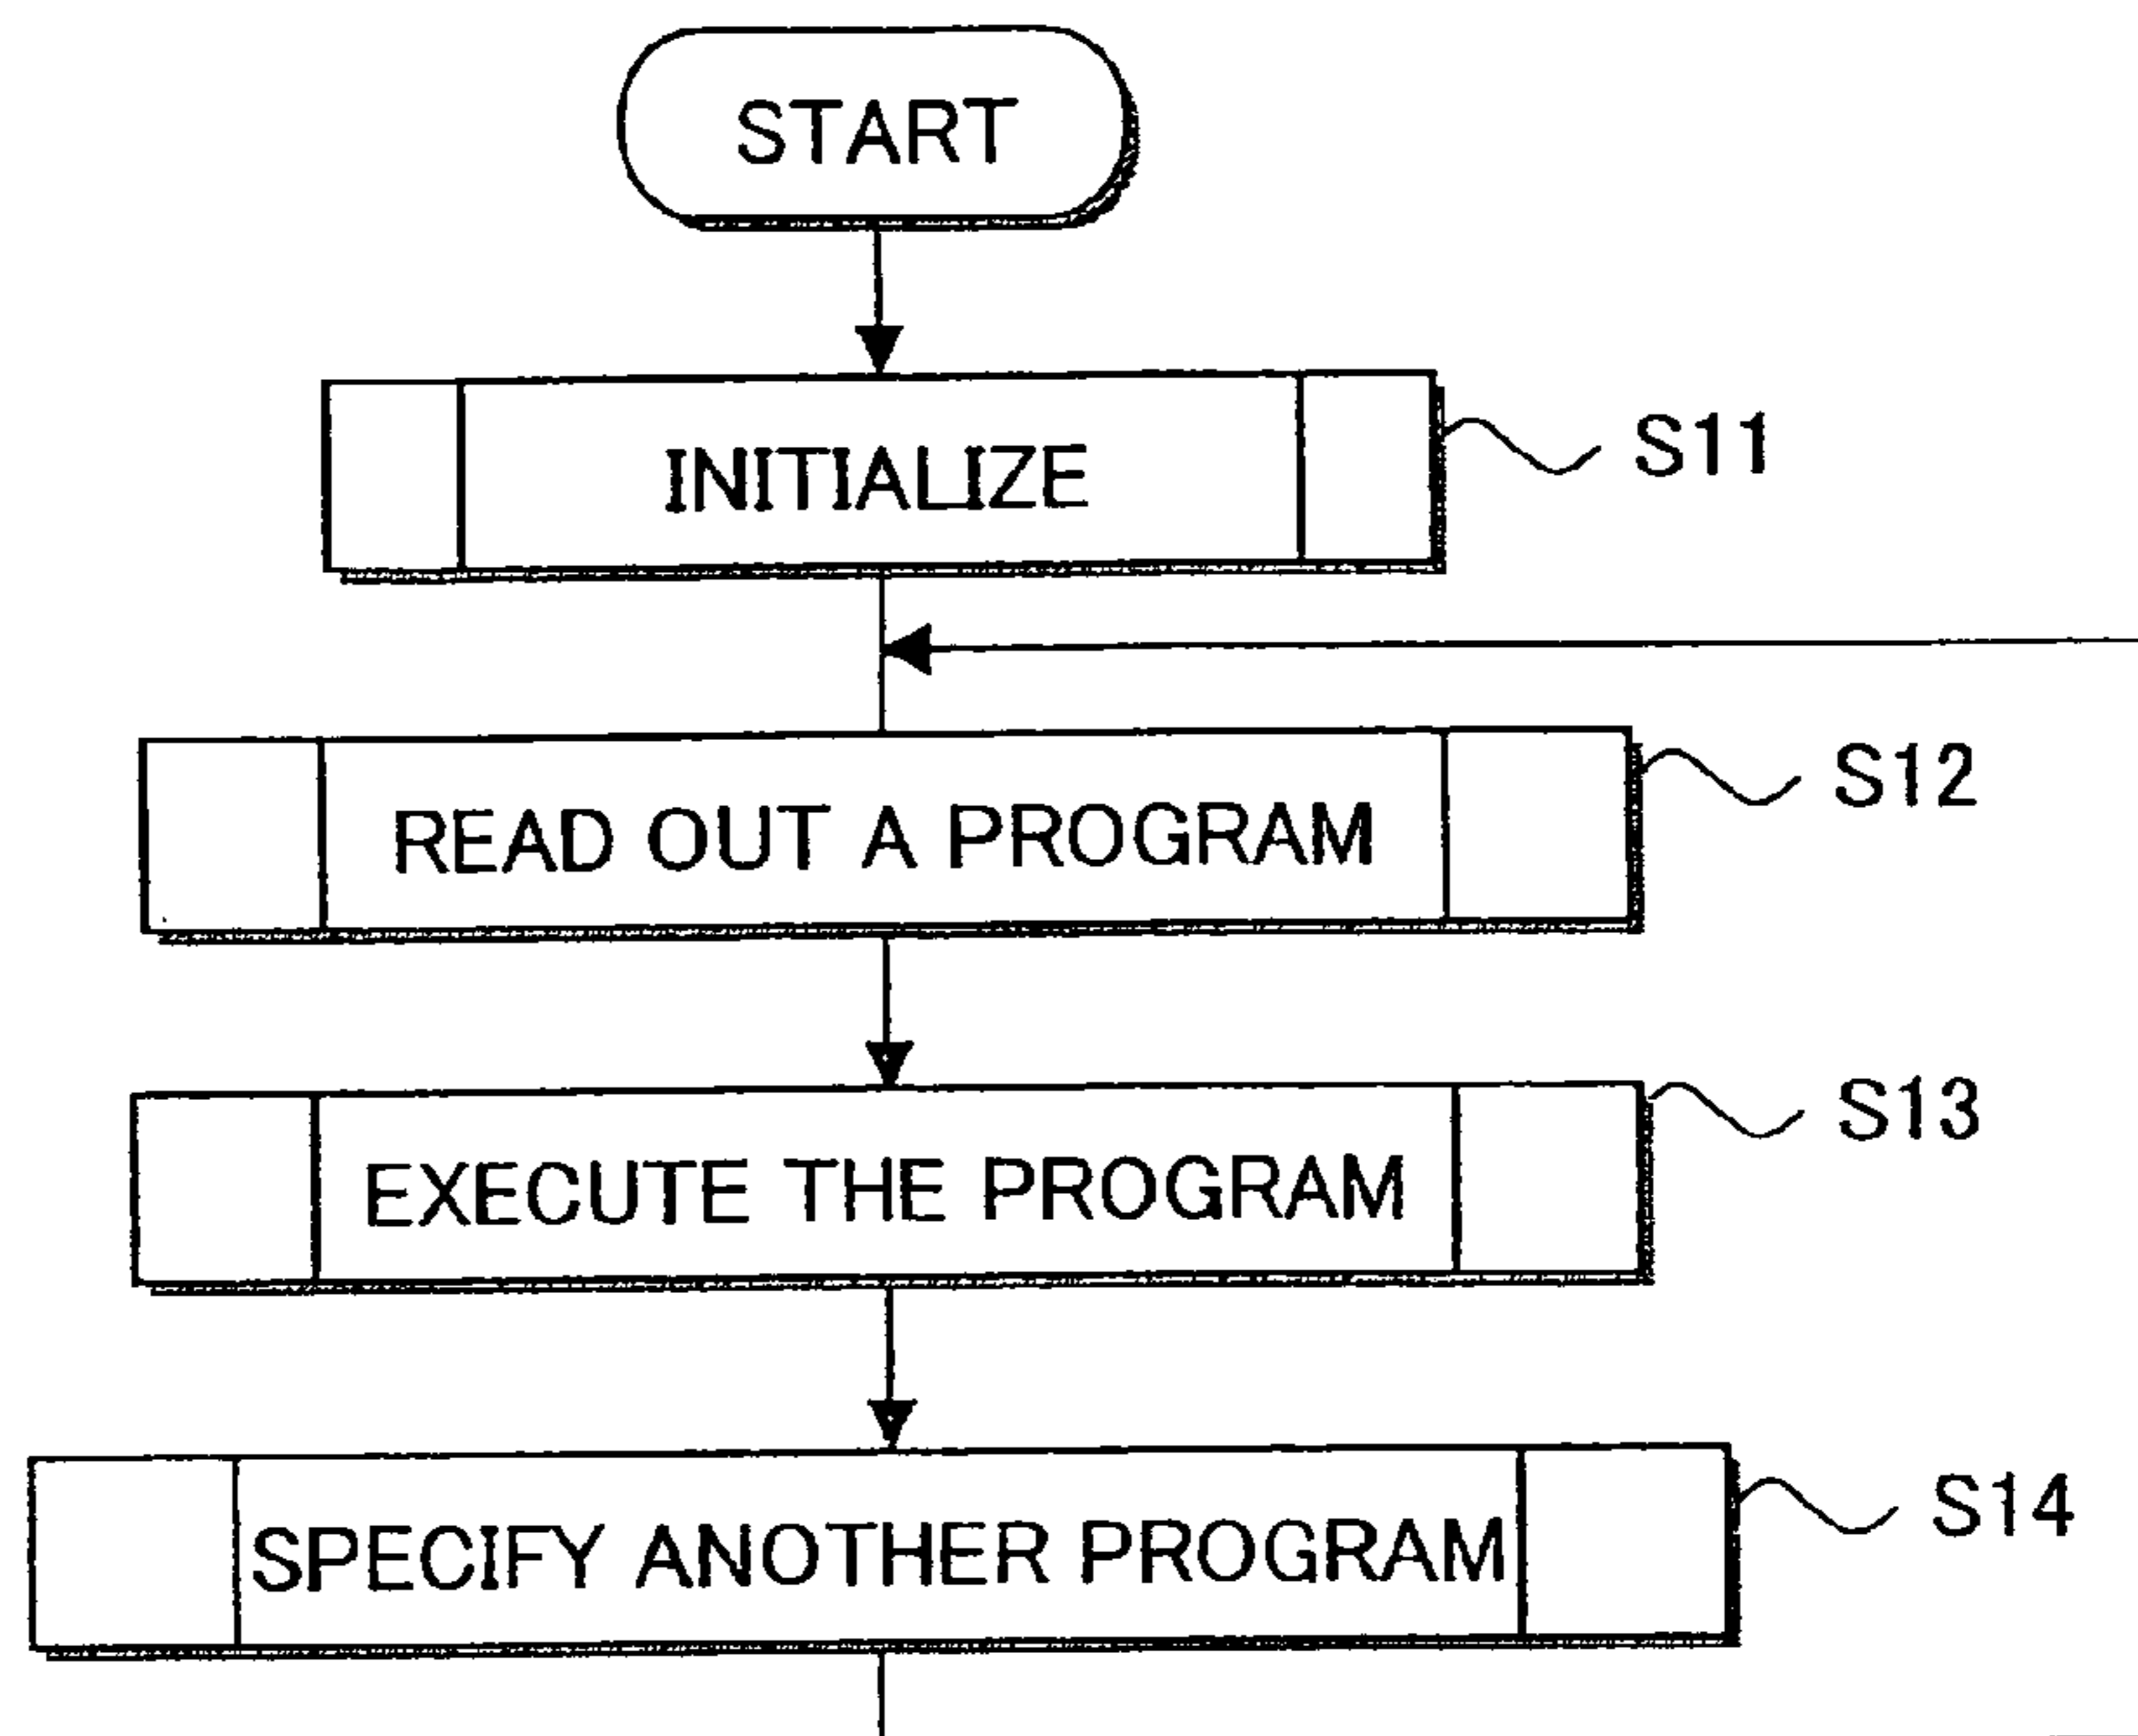 START
INITIALIZE
S11
READ OUT A PROGRAM
S12
EXECUTE THE PROGRAM
S13
SPECIFY ANOTHER PROGRAM
S14